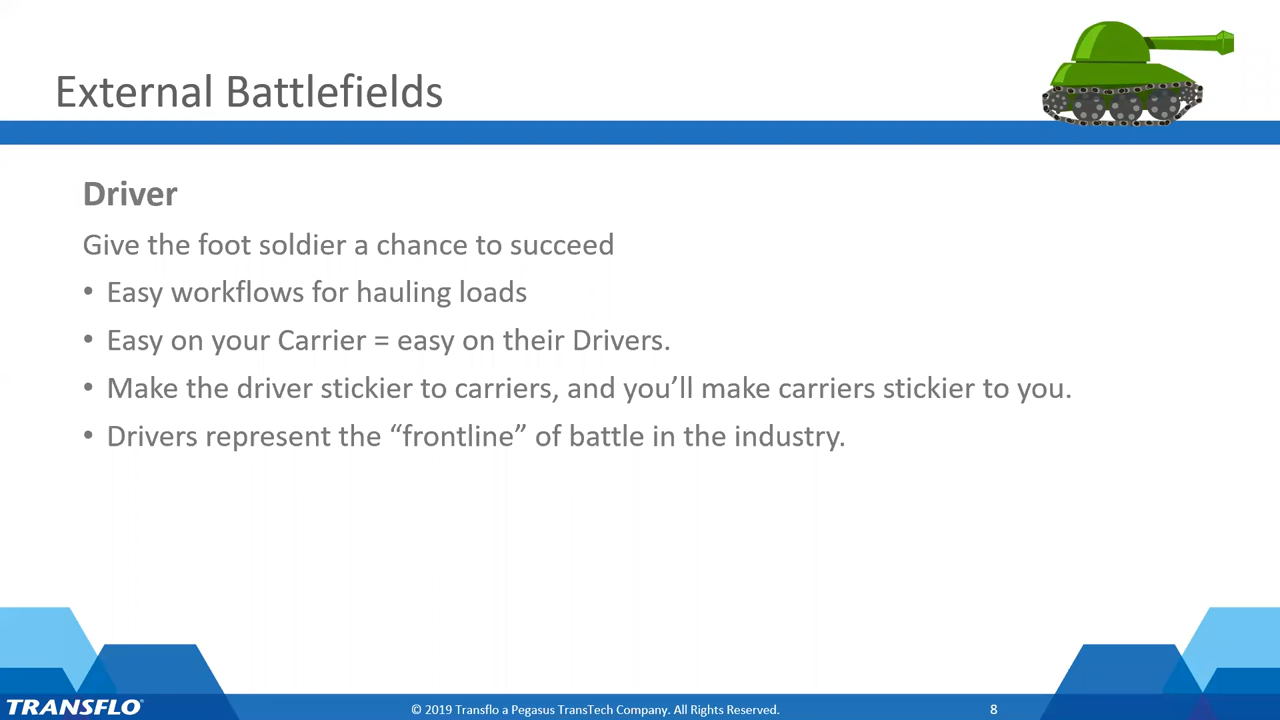 External Battlefields
Driver
Give the foot soldier a chance to succeed
• Easy workflows for hauling loads
• Easy on your Carrier = easy on their Drivers.
• Make the driver stickier to carriers, and you’ll make carriers stickier to you.
• Drivers represent the “frontline” of battle in the industry.
TRANSFLO®
© 2019 Transflo a Pegasus TransTech Company. All Rights Reserved.
8